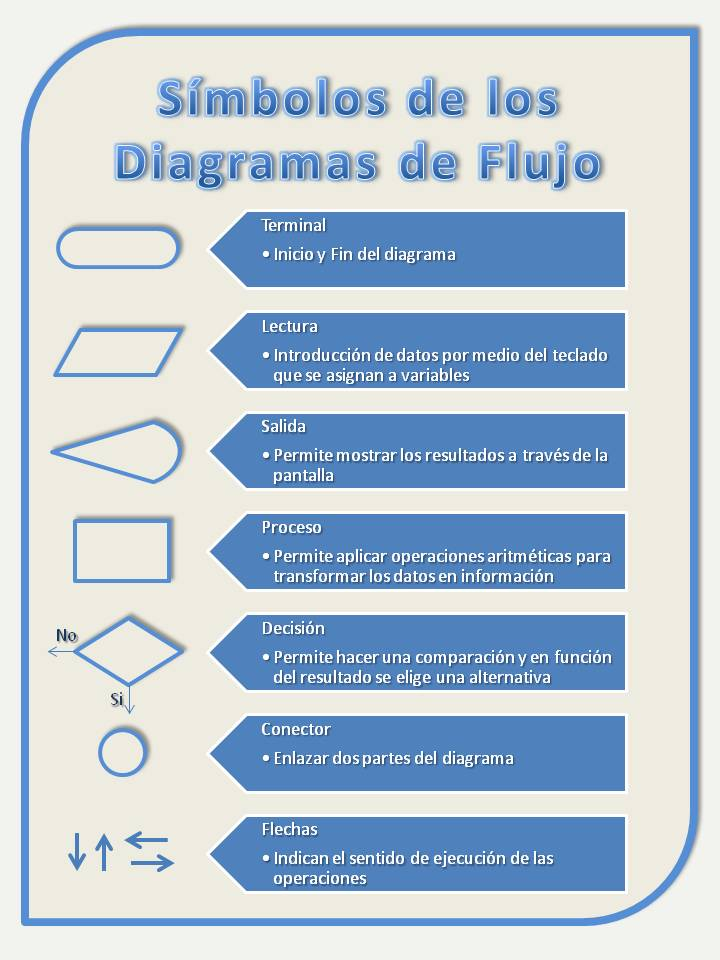 Símbolos de los
Diagramas de Flujo
Terminal
• Inicio y Fin del diagrama
Lectura
• Introducción de datos por medio del teclado
que se asignan a variables
Salida
• Permite mostrar los resultados a través de la
pantalla
Proceso
• Permite aplicar operaciones aritméticas para
transformar los datos en información
No
Si
Decisión
• Permite hacer una comparación y en función
del resultado se elige una alternativa
Conector
• Enlazar dos partes del diagrama
Flechas
• Indican el sentido de ejecución de las
operaciones